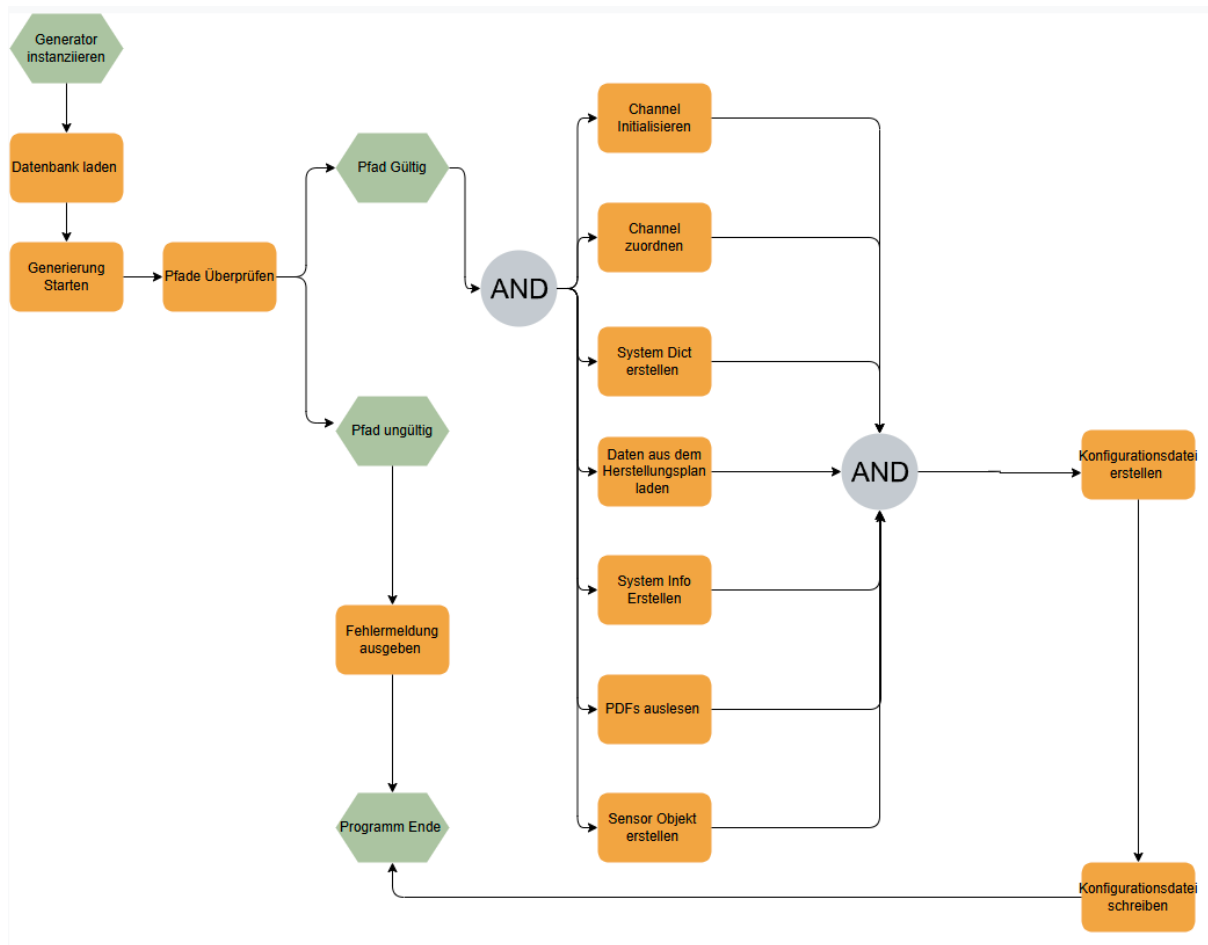 Generator
instanziieren
Datenbank laden
Generierung
Starten
Pfade Überprüfen
Pfad Gültig
Pfad ungültig
Fehlermeldung
ausgeben
Programm Ende
AND
Channel
Initialisieren
Channel
zuordnen
System Dict
erstellen
Daten aus dem
Herstellungsplan
laden
System Info
Erstellen
PDFs auslesen
Sensor Objekt
erstellen
AND
Konfigurationsdatei
erstellen
Konfigurationsdatei
schreiben